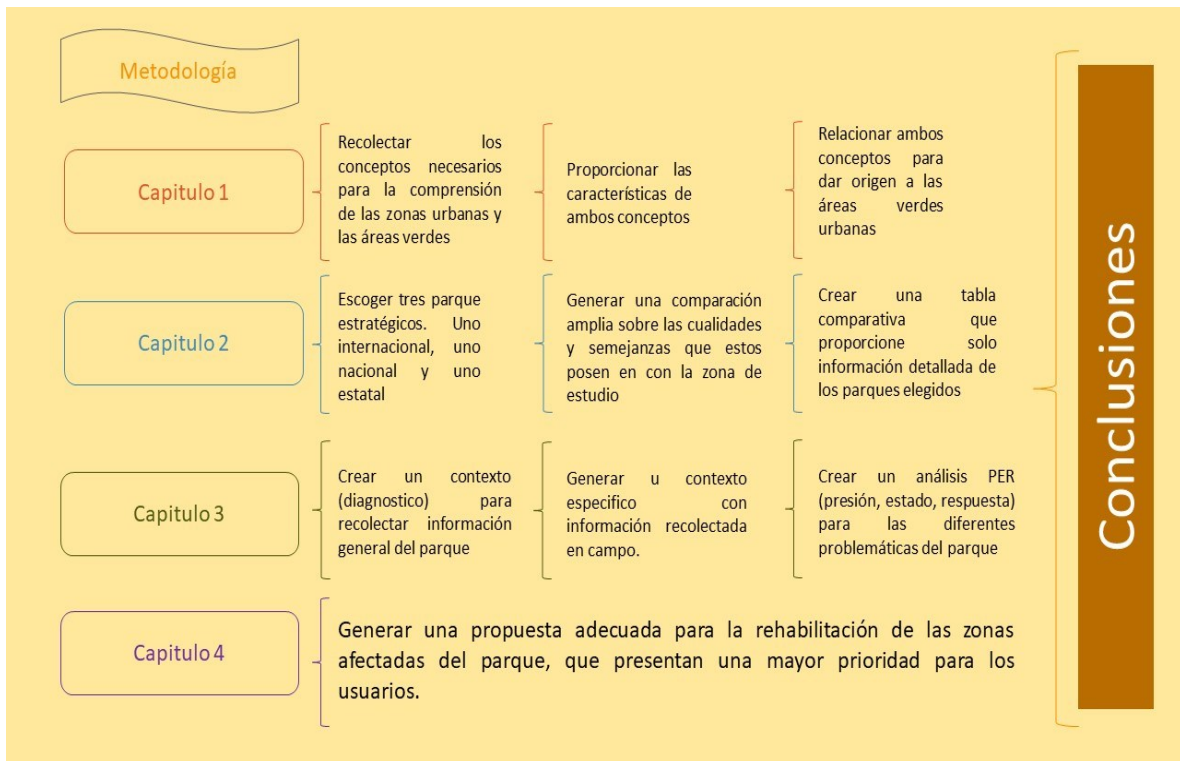 Metodología
Capitulo 1
Recolectar los
conceptos necesarios
para la comprensión
de las zonas urbanas y
las áreas verdes
Proporcionar las
características de
ambos conceptos
Relacionar ambos
conceptos para
dar origen a las
áreas verdes
urbanas
Capitulo 2
Escoger tres parque
estratégicos. Uno
internacional, uno
nacional y uno
estatal
Generar una comparación
amplia sobre las cualidades
y semejanzas que estos
posen en con la zona de
estudio
Crear una tabla
comparativa que
proporcione solo
información detallada de
los parques elegidos
Capitulo 3
Crear un contexto
(diagnostico) para
recolectar información
general del parque
Generar u contexto
especifico con
información recolectada
en campo.
Crear un análisis PER
(presión, estado, respuesta)
para las diferentes
problemáticas del parque
Capitulo 4
Generar una propuesta adecuada para la rehabilitación de las zonas
afectadas del parque, que presentan una mayor prioridad para los
usuarios.
Conclusiones